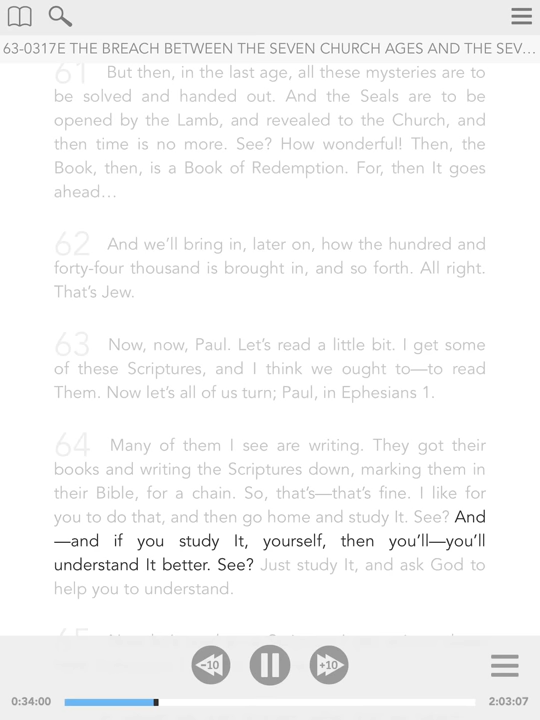 63-0317E THE BREACH BETWEEN THE SEVEN CHURCH AGES AND THE SEV...
61 But then, in the last age, all these mysteries are to
be solved and handed out. And the Seals are to be
opened by the Lamb, and revealed to the Church, and
then time is no more. See? How wonderful! Then, the
Book, then, is a Book of Redemption. For, then It goes
ahead…
62 And we'll bring in, later on, how the hundred and
forty-four thousand is brought in, and so forth. All right.
That's Jew.
63 Now, now, Paul. Let's read a little bit. I get some
of these Scriptures, and I think we ought to—to read
Them. Now let's all of us turn; Paul, in Ephesians 1.
64 Many of them I see are writing. They got their
books and writing the Scriptures down, marking them in
their Bible, for a chain. So, that's—that's fine. I like for
you to do that, and then go home and study It. See? And
—and if you study It, yourself, then you'll—you'll
understand It better. See? Just study It, and ask God to
help you to understand.
65
-10
+10
0:34:00
2:03:07